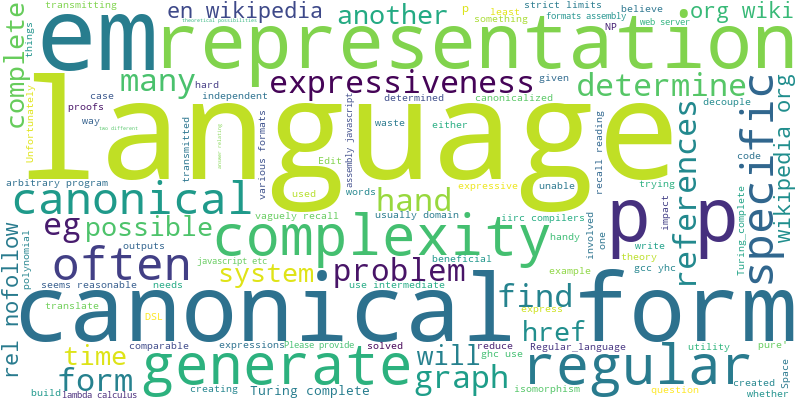 transmitting
theoretical possibilities
en wikipedia
another
strict limits
believe
org wiki
least
something
formats assembly
web server
p
NP
things
complete
em
representation
many
expressiveness
determine
hard
case
independent
given
proofs
determined
canonicalized
decouple
Unfortunately
language
way
transmitted
various formats
assembly javascript
waste
either
references
code
specific
wikipedia org
two different
answer relating
Edit
recall reading
arbitrary program
used
words
expressive
unable
trying
canonical
hand
p p
eg
possible
vaguely recall
usually domain
iirc compilers
involved
one
impact
write
Turing_complete
rel nofollow
often
outputs
complexity
handy
theory
polynomial
seems reasonable
needs
javascript etc
beneficial
example
gcc yhc
system
problem
use intermediate
find
translate
DSL
express
canonical form
comparable
expressions
Please provide
solved
reduce
href
Regular_language
utility
pure
time
generate
will
ghc use
regular
created
form
graph
isomorphism
question
whether
Space
build
lambda calculus
creating
Turing complete